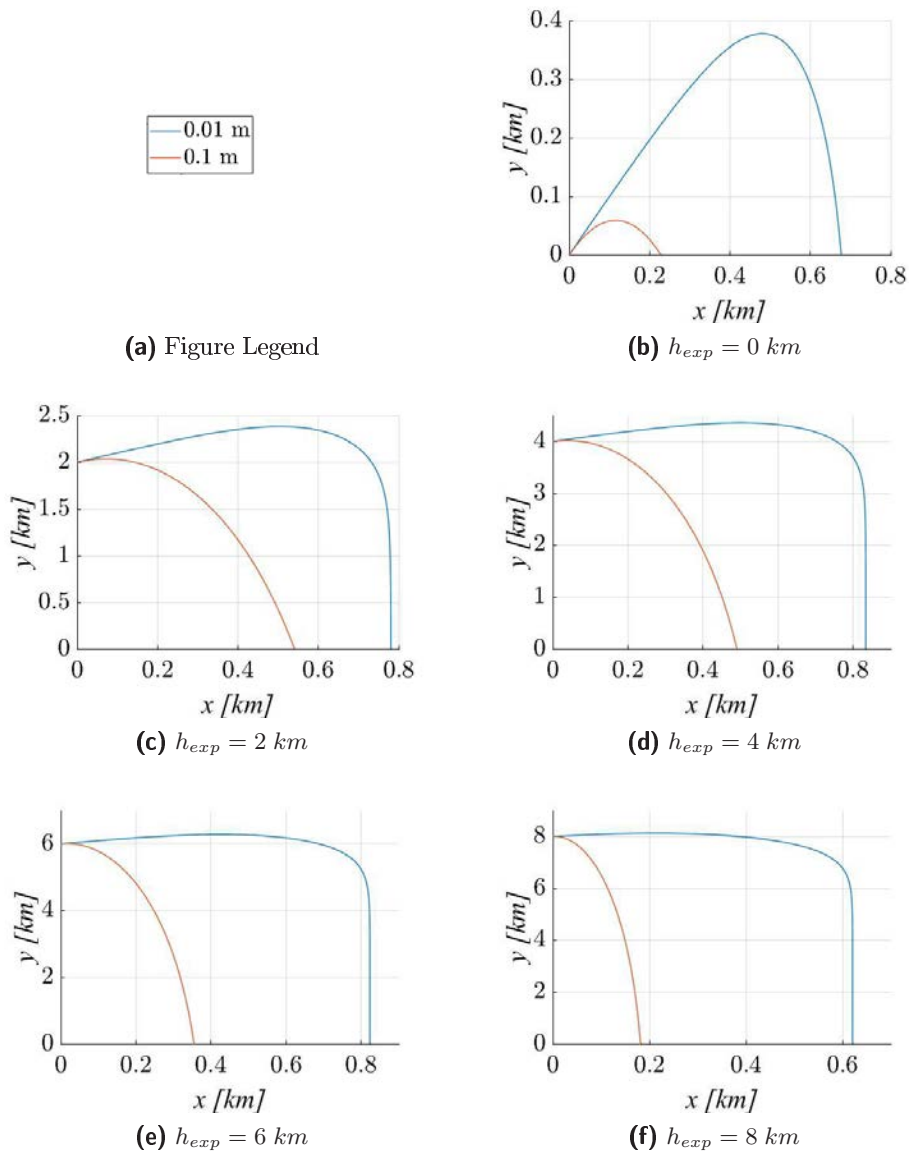 0.01 m
0.1 m
(a) Figure Legend
0.4
0.3
0.2
0.1
0
y [km]
0 0.2 0.4 0.6 0.8
x [km]
(b) h_exp = 0 km
2.5
2
1.5
1
0.5
0
y [km]
0 0.2 0.4 0.6 0.8
x [km]
(c) h_exp = 2 km
4
3
2
1
0
y [km]
0 0.2 0.4 0.6 0.8
x [km]
(d) h_exp = 4 km
6
4
2
0
y [km]
0 0.2 0.4 0.6 0.8
x [km]
(e) h_exp = 6 km
8
6
4
2
0
y [km]
0 0.2 0.4 0.6
x [km]
(f) h_exp = 8 km